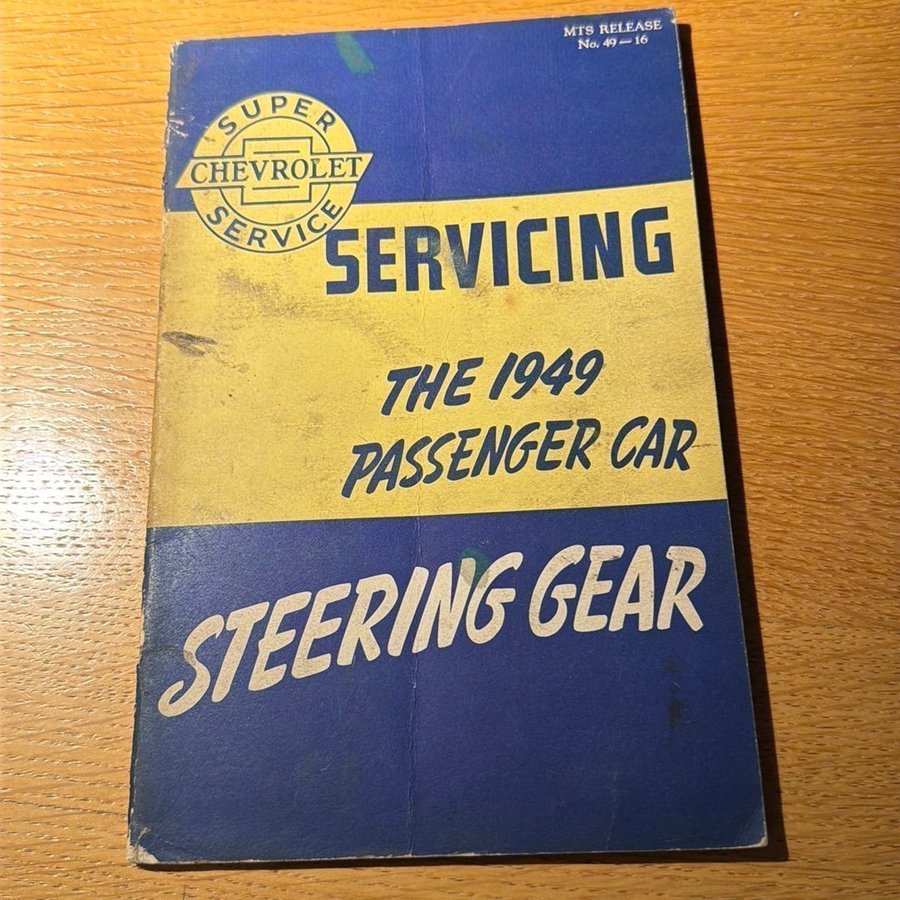 MTS RELEASE
No. 49—16
SUPER
CHEVROLET
SERVICE
SERVICING
THE 1949
PASSENGER CAR
STEERING GEAR